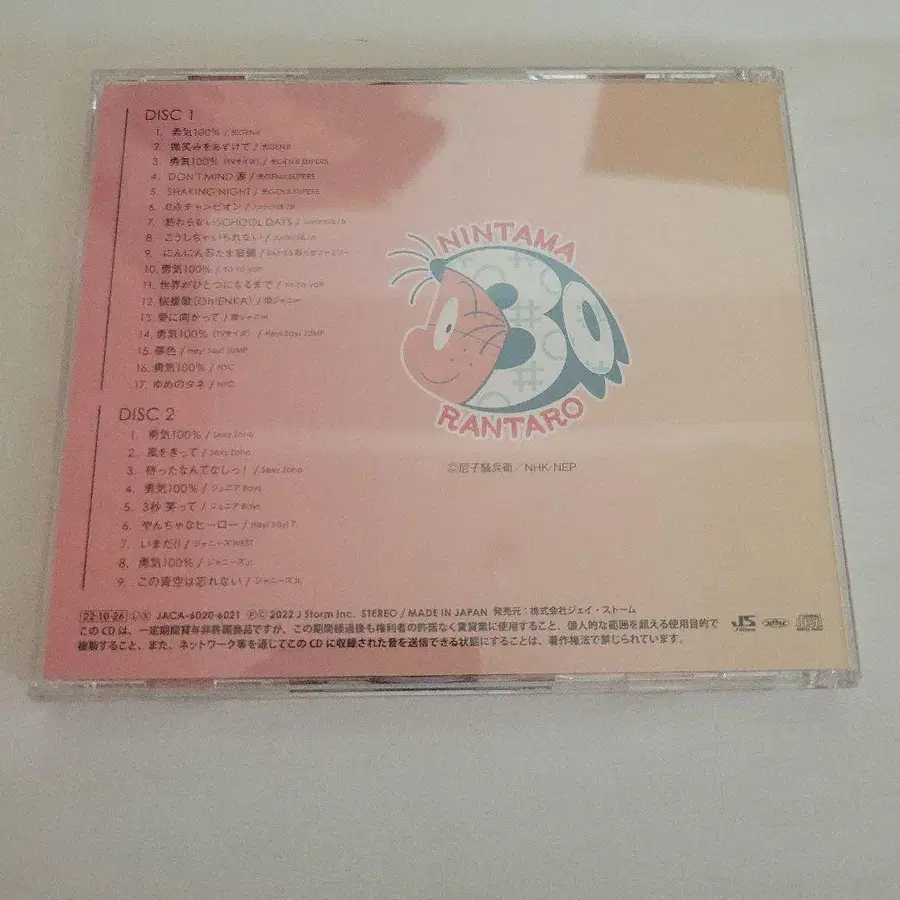 DISC 1
1. 勇気100% / 光GENJI
2. 微笑みをあずけて / 光GENJI
3. 勇気100% (TVサイズ) / 光GENJI SUPER5
4. DON'T MIND 涙 / 光GENJI SUPER5
5. SHAKING NIGHT / 光GENJI SUPER5
6. 0点チャンピオン / Junior
7. 終わらないSCHOOL DAYS / Junior
8. こうしちゃいられない / Junior
9. にんにん忍たま音頭
10. 勇気100% / Ya-Ya-yah
11. 世界がひとつになるまで / Ya-Ya-yah
12. 桜援歌(Oh!ENKA) / 関ジャニ∞
13. 愛に向かって / 関ジャニ∞
14. 勇気100% (TVサイズ) / Hey! Say! JUMP
15. 夢色 / Hey! Say! JUMP
16. 勇気100% / NYC
17. ゆめのタネ / NYC
DISC 2
1. 勇気100% / Sexy Zone
2. 風をきって / Sexy Zone
3. 待ったなんてなしっ! / Sexy Zone
4. 勇気100% / ジュニアBoys
5. 3秒 笑って / ジュニアBoys
6. やんちゃなヒーロー / Hey! Say! 7
7. いまだ!! / ジャニーズWEST
8. 勇気100% / ジャニーズJr.
9. この青空は忘れない / ジャニーズJr.
NINTAMA
30
RANTARO
©尼子騒兵衛/NHK・NEP
22・10・26 JACA-6020-6021 ℗© 2022 J Storm Inc. STEREO / MADE IN JAPAN 発売元:株式会社ジェイ・ストーム
このCDは、一定期間貸与非許諾商品ですが、この期間経過後も権利者の許諾なく賃貸業に使用すること、個人的な範囲を超える使用目的で
複製すること、また、ネットワーク等を通じてこのCDに収録された音を送信できる状態にすることは、著作権法で禁じられています。
JS